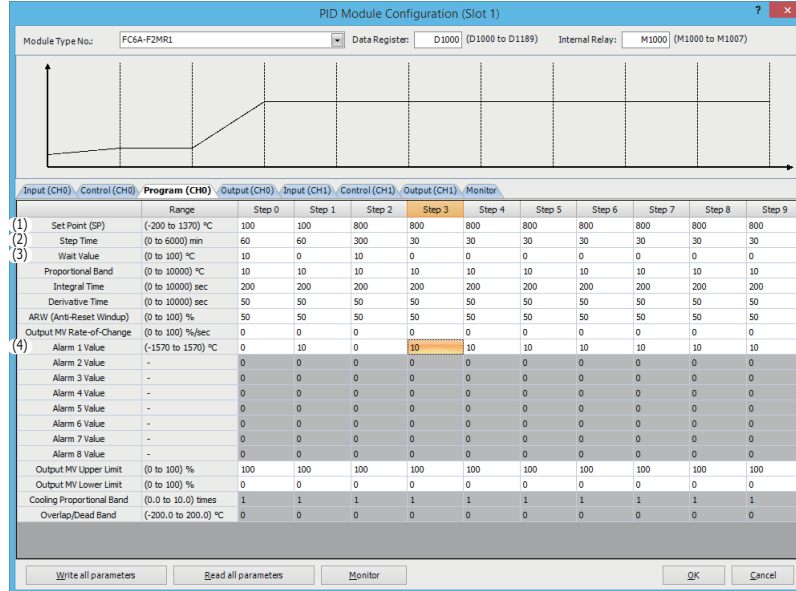 PID Module Configuration (Slot 1) ? ×
Module Type No.: FC6A-F2MR1 Data Register: D1000 (D1000 to D1189) Internal Relay: M1000 (M1000 to M1007)
Input (CH0) Control (CH0) Program (CH0) Output (CH0) Input (CH1) Control (CH1) Output (CH1) Monitor
Range Step 0 Step 1 Step 2 Step 3 Step 4 Step 5 Step 6 Step 7 Step 8 Step 9
(1) Set Point (SP) (-200 to 1370) °C 100 100 800 800 800 800 800 800 800 800
(2) Step Time (0 to 6000) min 60 60 300 30 30 30 30 30 30 30
(3) Wait Value (0 to 100) °C 10 0 10 0 0 0 0 0 0 0
Proportional Band (0 to 10000) °C 10 10 10 10 10 10 10 10 10 10
Integral Time (0 to 10000) sec 200 200 200 200 200 200 200 200 200 200
Derivative Time (0 to 10000) sec 50 50 50 50 50 50 50 50 50 50
ARW (Anti-Reset Windup) (0 to 100) % 50 50 50 50 50 50 50 50 50 50
Output MV Rate-of-Change (0 to 100) %/sec 0 0 0 0 0 0 0 0 0 0
(4) Alarm 1 Value (-1570 to 1570) °C 0 10 0 10 10 10 10 10 10 10
Alarm 2 Value - 0 0 0 0 0 0 0 0 0 0
Alarm 3 Value - 0 0 0 0 0 0 0 0 0 0
Alarm 4 Value - 0 0 0 0 0 0 0 0 0 0
Alarm 5 Value - 0 0 0 0 0 0 0 0 0 0
Alarm 6 Value - 0 0 0 0 0 0 0 0 0 0
Alarm 7 Value - 0 0 0 0 0 0 0 0 0 0
Alarm 8 Value - 0 0 0 0 0 0 0 0 0 0
Output MV Upper Limit (0 to 100) % 100 100 100 100 100 100 100 100 100 100
Output MV Lower Limit (0 to 100) % 0 0 0 0 0 0 0 0 0 0
Cooling Proportional Band (0.0 to 10.0) times 1 1 1 1 1 1 1 1 1 1
Overlap/Dead Band (-200.0 to 200.0) °C 0 0 0 0 0 0 0 0 0 0
Write all parameters Read all parameters Monitor OK Cancel